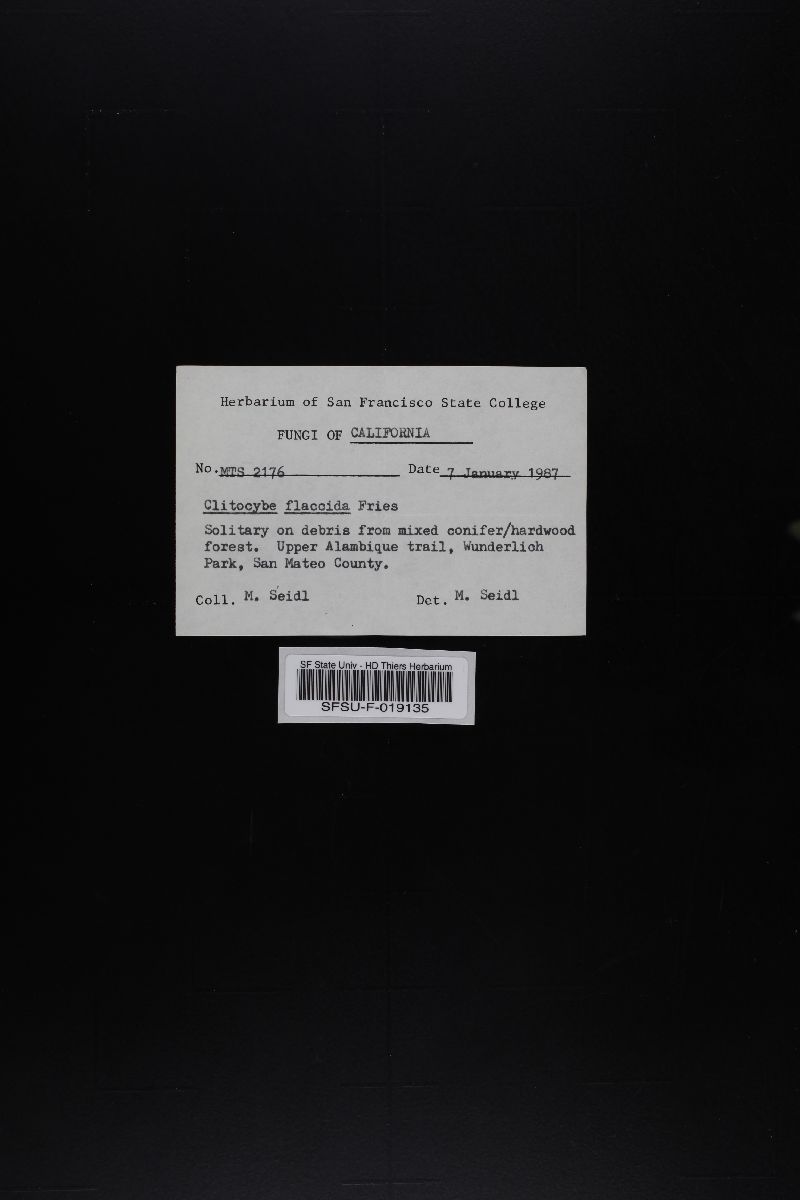 Herbarium of San Francisco State College
FUNGI OF CALIFORNIA
No. MTS 2176 Date 7 January 1987
Clitocybe flaccida Fries
Solitary on debris from mixed conifer/hardwood
forest. Upper Alambique trail, Wunderlich
Park, San Mateo County.
Coll. M. Seidl Det. M. Seidl
SF State Univ - HD Thiers Herbarium
SFSU-F-019135